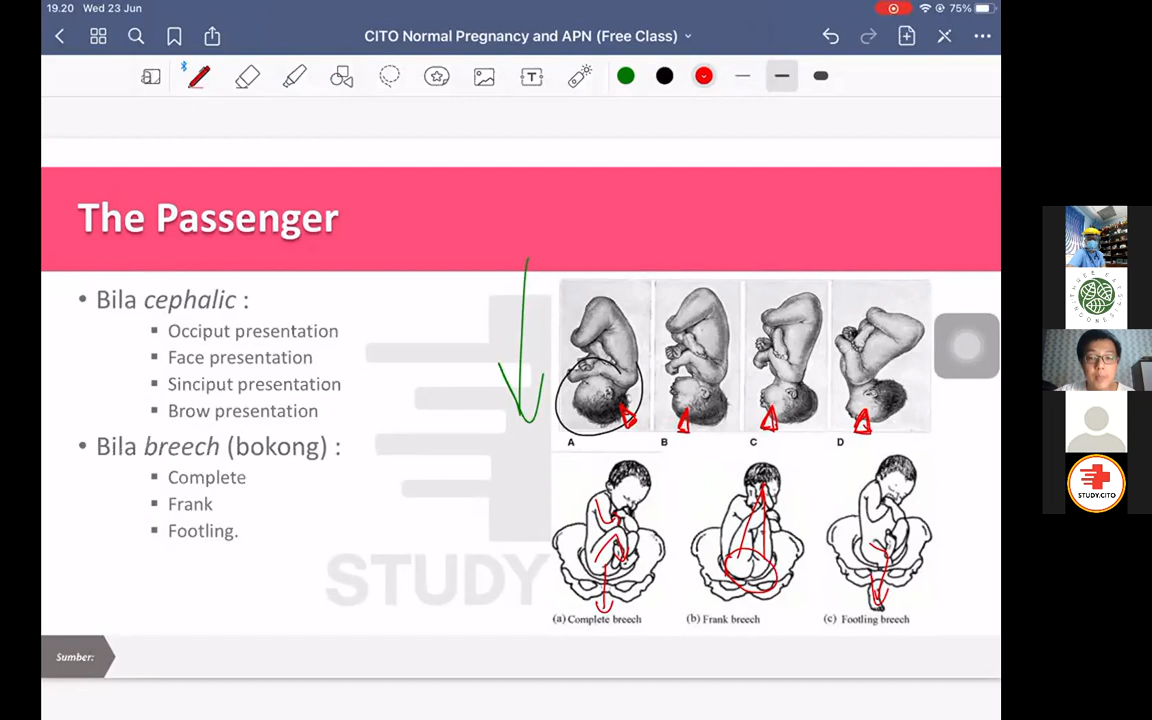 19.20 Wed 23 Jun
75%
CITO Normal Pregnancy and APN (Free Class)
The Passenger
• Bila cephalic :
▪ Occiput presentation
▪ Face presentation
▪ Sinciput presentation
▪ Brow presentation
• Bila breech (bokong) :
▪ Complete
▪ Frank
▪ Footling.
A
B
C
D
(a) Complete breech
(b) Frank breech
(c) Footling breech
STUDY
Sumber:
STUDY.CITO